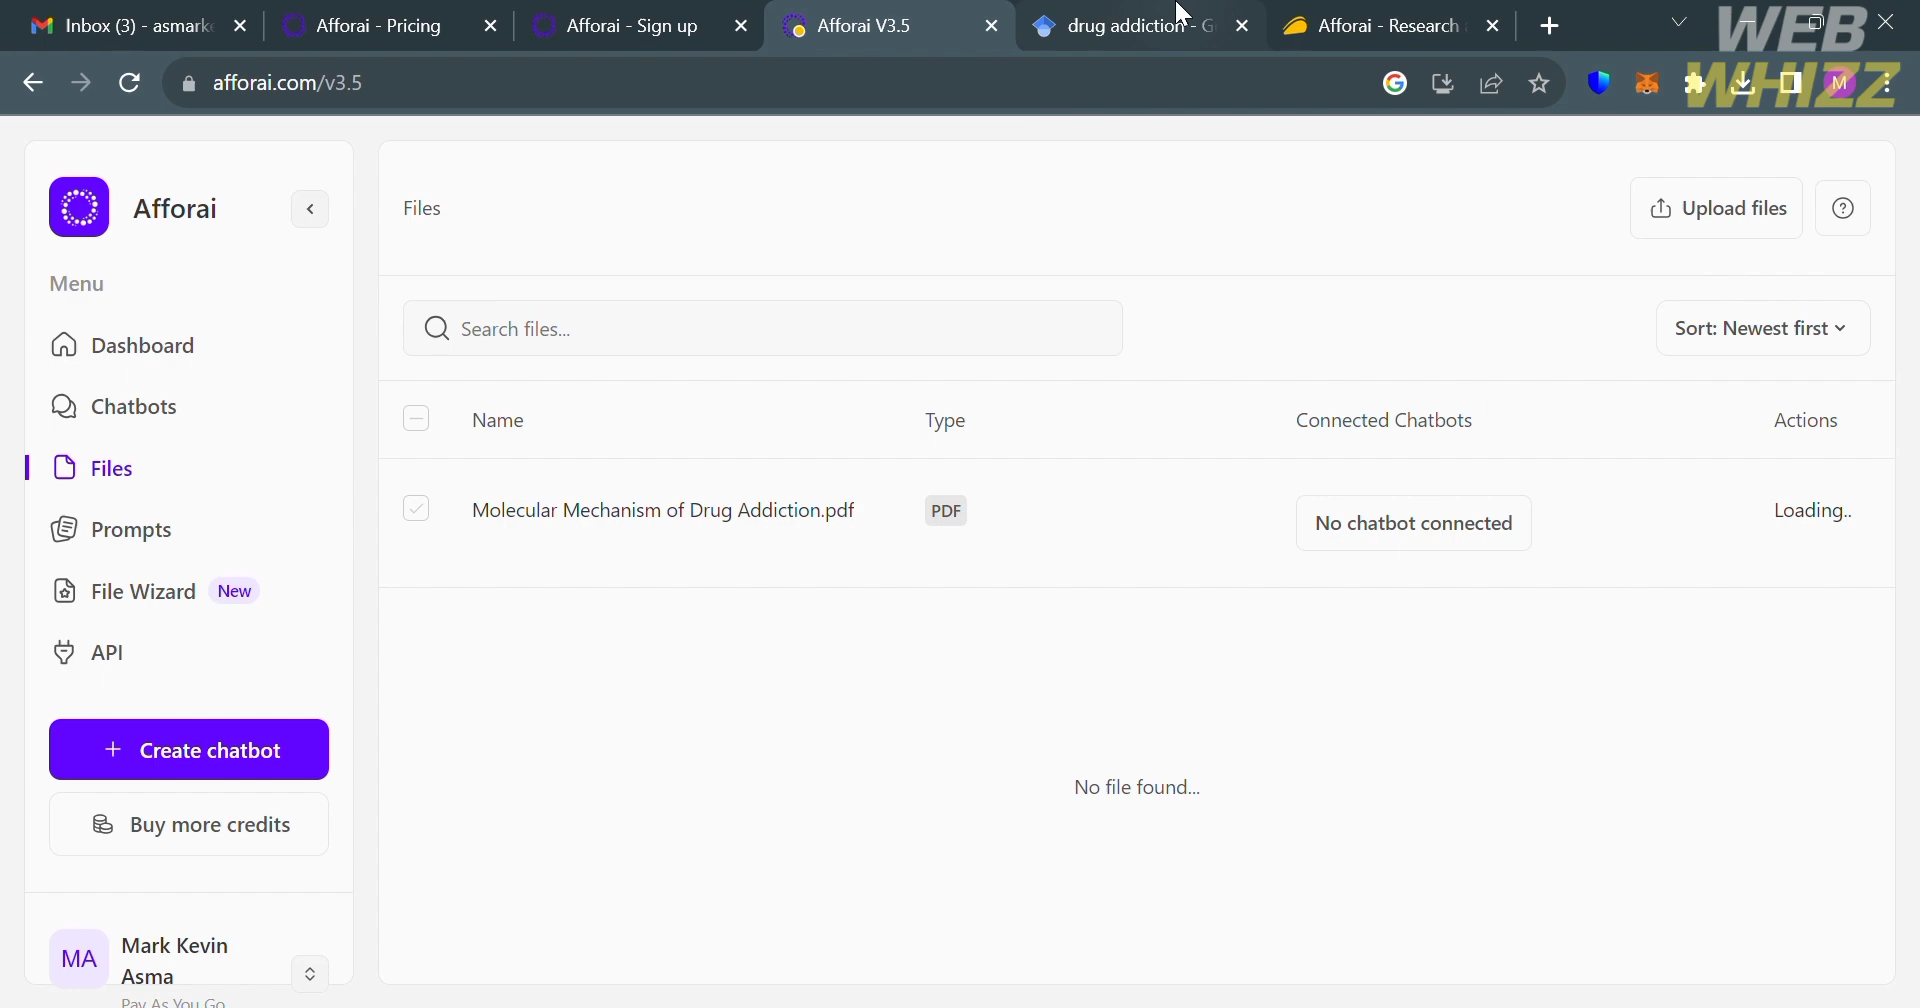 Inbox (3) - asmark
Afforai - Pricing
Afforai - Sign up
Afforai V3.5
drug addiction - G
Afforai - Research
WEB
WHIZZ
afforai.com/v3.5
M
Afforai
Menu
Dashboard
Chatbots
Files
Prompts
File Wizard New
API
+ Create chatbot
Buy more credits
MA
Mark Kevin
Asma
Pay As You Go
Files
Upload files
Search files...
Sort: Newest first
Name Type Connected Chatbots Actions
Molecular Mechanism of Drug Addiction.pdf PDF No chatbot connected Loading..
No file found...